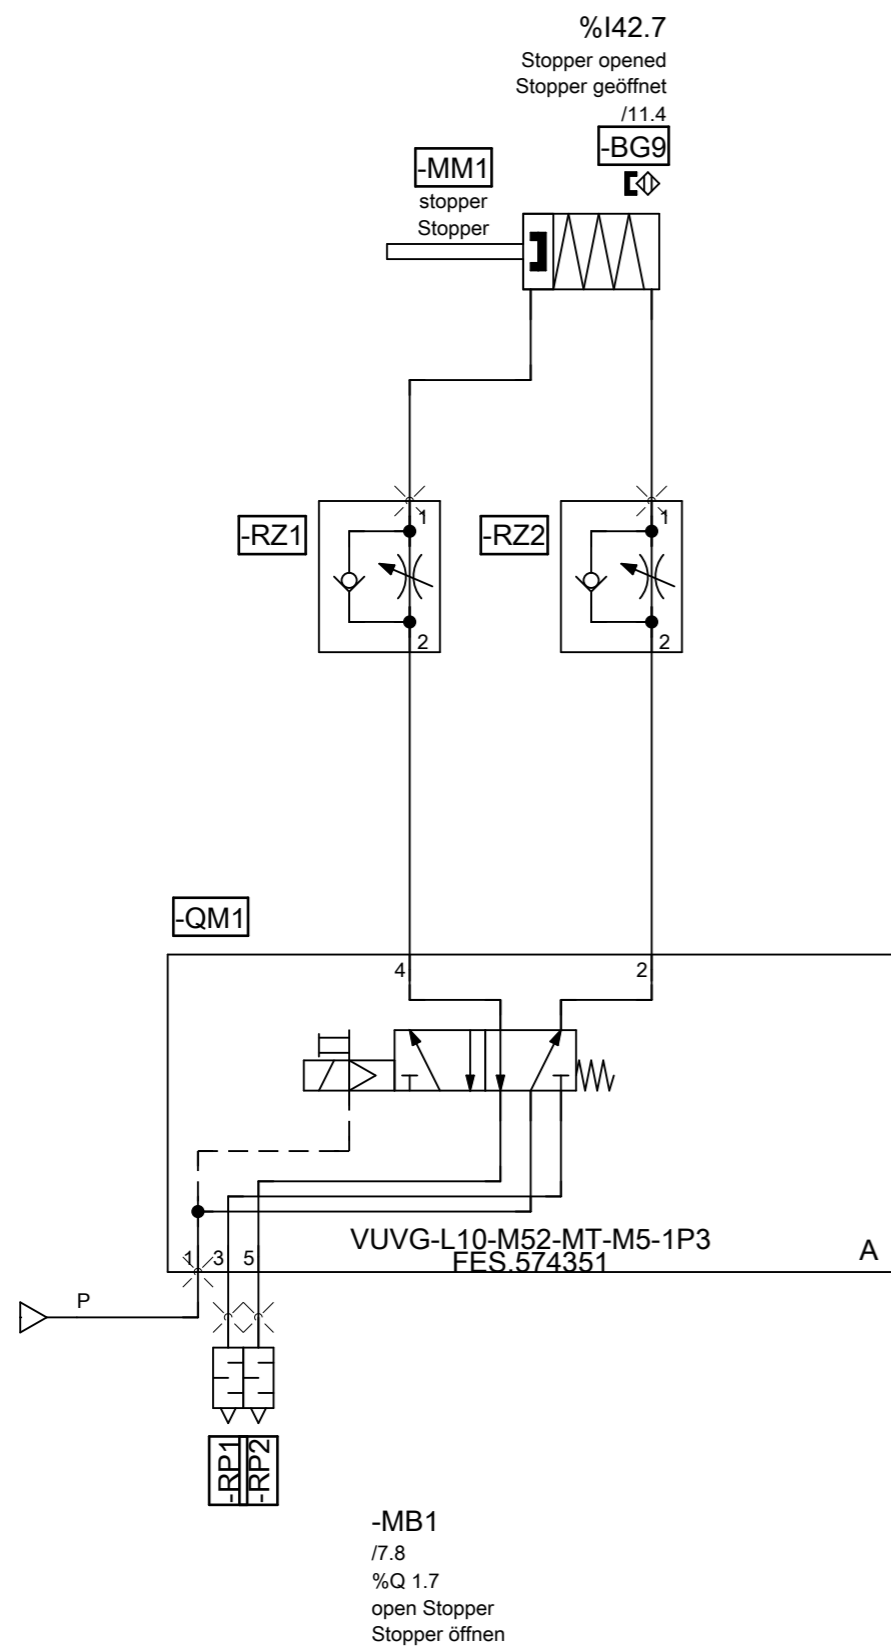 %I42.7
Stopper opened
Stopper geöffnet
/11.4
-BG9
-MM1
stopper
Stopper
1
-RZ1
1
-RZ2
2
2
-QM1
4
2
VUVG-L10-M52-MT-M5-1P3
FES.574351
A
1
3
5
P
-RP1
-RP2
-MB1
/7.8
%Q 1.7
open Stopper
Stopper öffnen